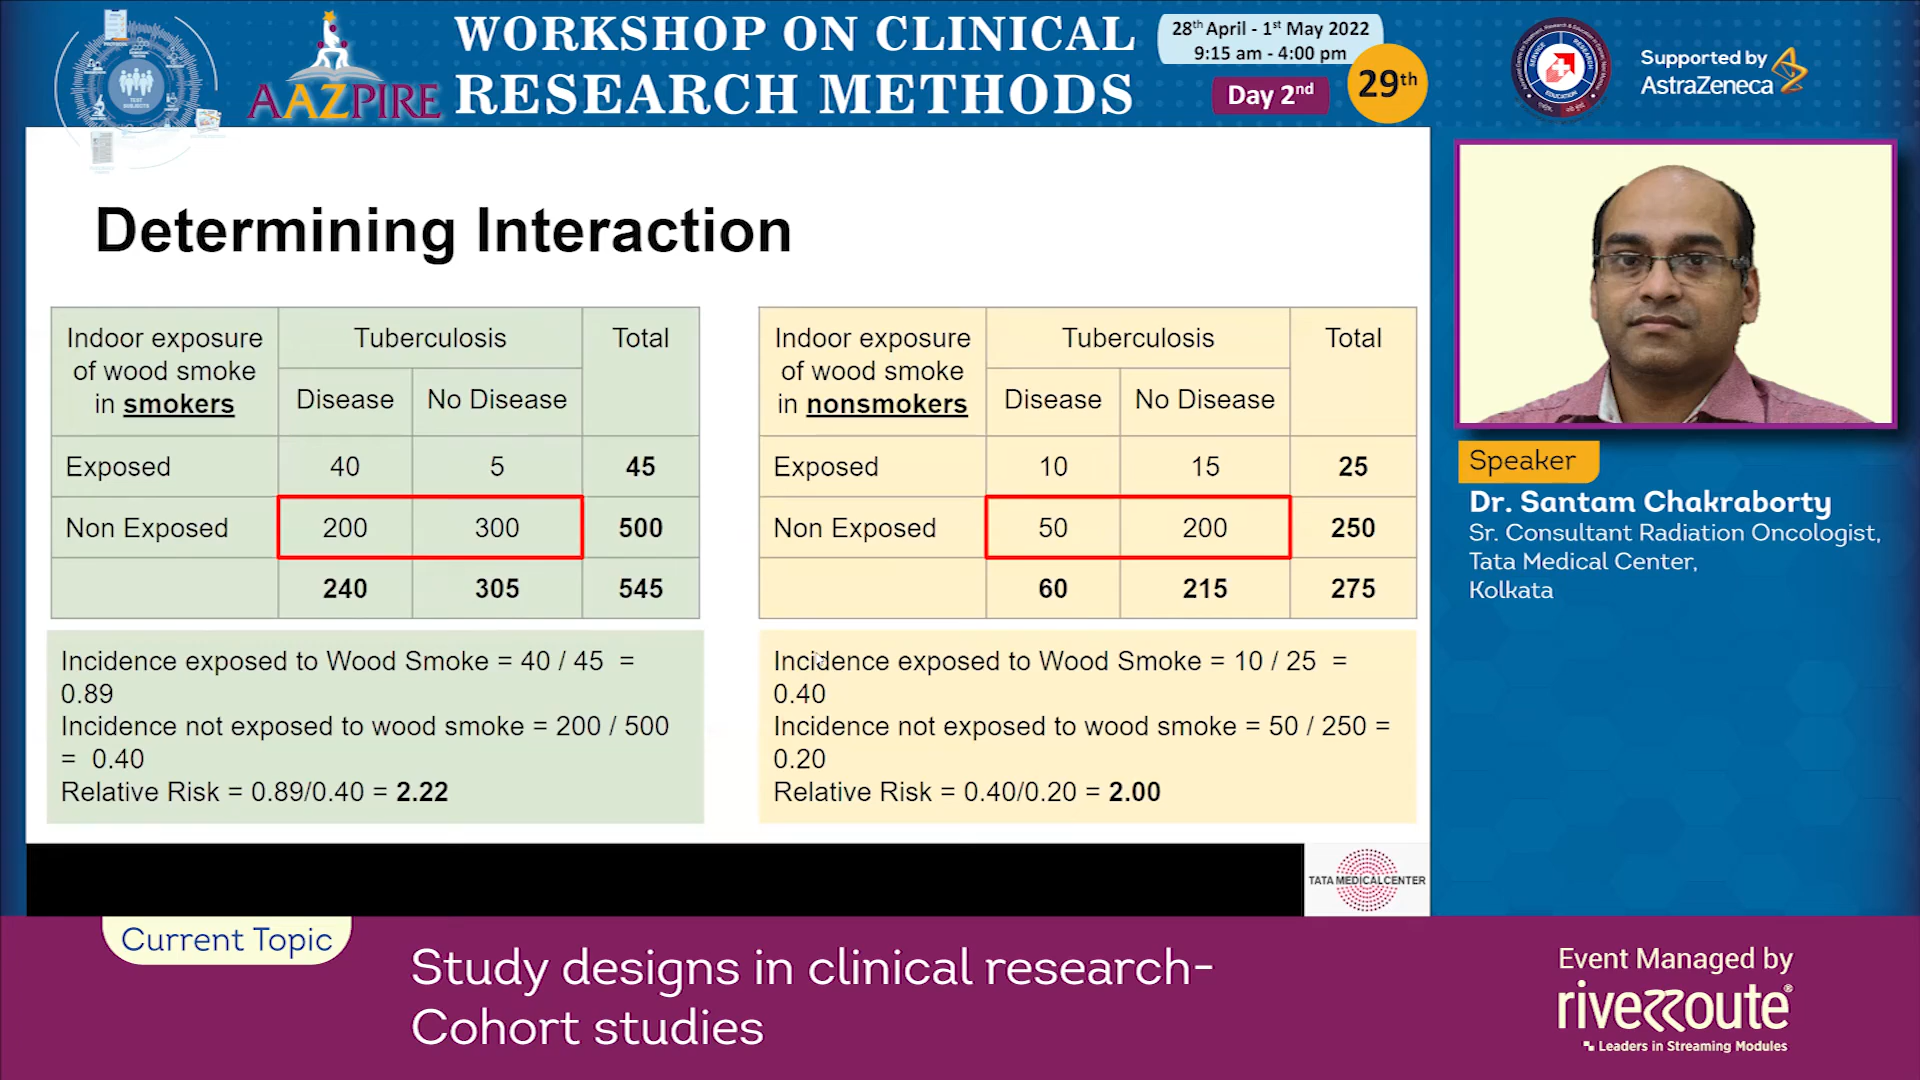 AAZPIRE
WORKSHOP ON CLINICAL
RESEARCH METHODS
28th April - 1st May 2022
9:15 am - 4:00 pm
Day 2nd
29th
Supported by
AstraZeneca
TEST
SUBJECTS
SERVICE
RESEARCH
EDUCATION
Determining Interaction
Indoor exposure
of wood smoke
in smokers
Tuberculosis
Total
Disease
No Disease
Exposed 40 5 45
Non Exposed 200 300 500
240 305 545
Incidence exposed to Wood Smoke = 40 / 45 =
0.89
Incidence not exposed to wood smoke = 200 / 500
= 0.40
Relative Risk = 0.89/0.40 = 2.22
Indoor exposure
of wood smoke
in nonsmokers
Tuberculosis
Total
Disease
No Disease
Exposed 10 15 25
Non Exposed 50 200 250
60 215 275
Incidence exposed to Wood Smoke = 10 / 25 =
0.40
Incidence not exposed to wood smoke = 50 / 250 =
0.20
Relative Risk = 0.40/0.20 = 2.00
TATA MEDICAL CENTER
Speaker
Dr. Santam Chakraborty
Sr. Consultant Radiation Oncologist,
Tata Medical Center,
Kolkata
Current Topic
Study designs in clinical research-
Cohort studies
Event Managed by
riveRRoute®
Leaders in Streaming Modules